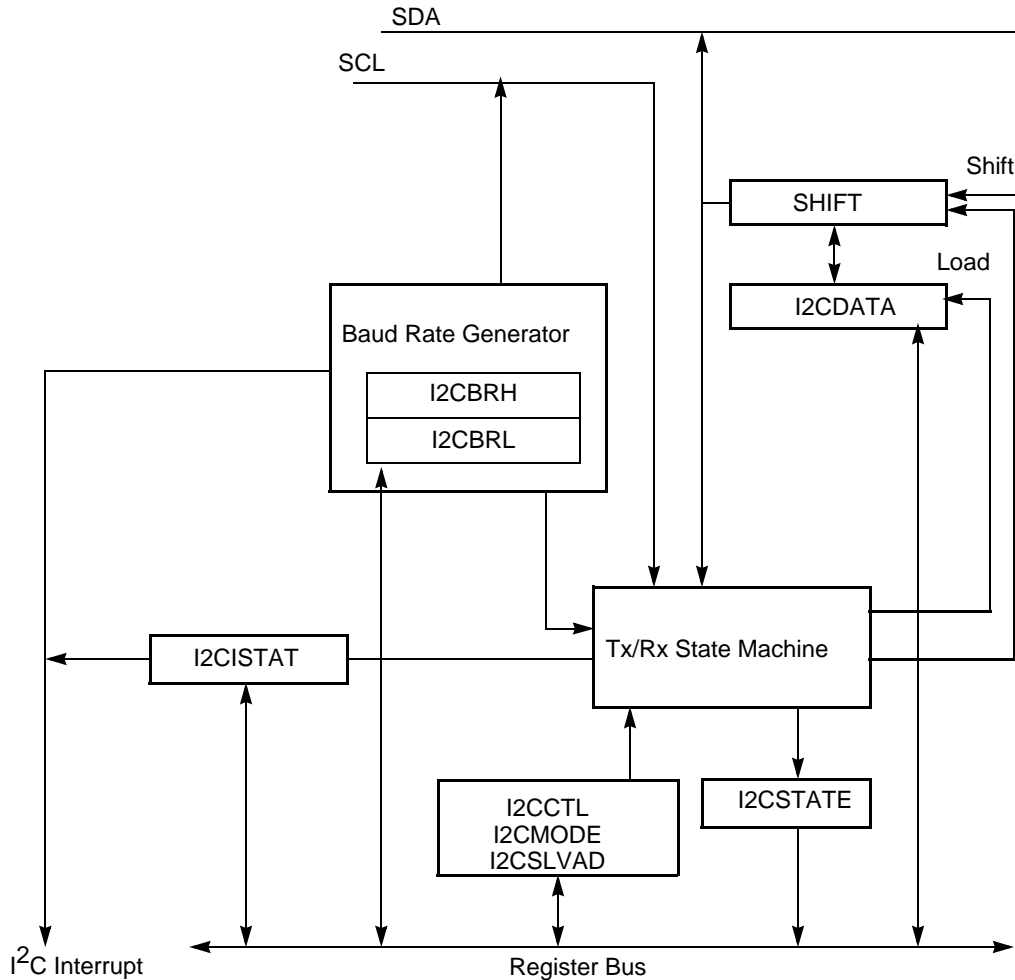 SDA
SCL
Shift
SHIFT
Load
I2CDATA
Baud Rate Generator
I2CBRH
I2CBRL
Tx/Rx State Machine
I2CISTAT
I2CCTL
I2CMODE
I2CSLVAD
I2CSTATE
I²C Interrupt
Register Bus